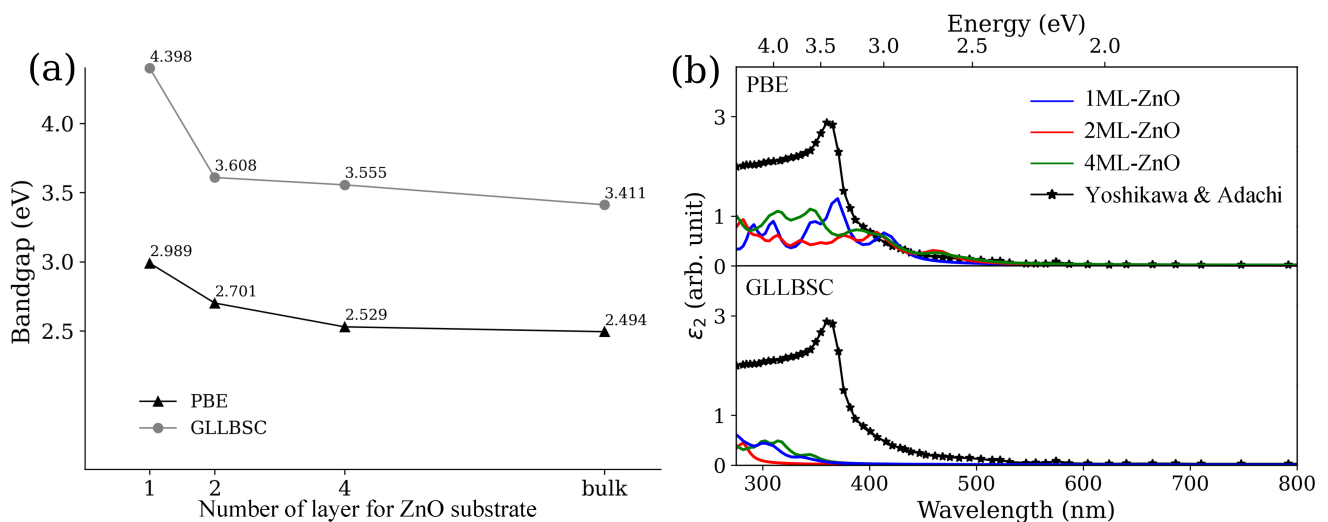 (a)
4.398
3.608
3.555
3.411
2.989
2.701
2.529
2.494
4.0
3.5
3.0
2.5
Bandgap (eV)
PBE
GLLBSC
1 2 4 bulk
Number of layer for ZnO substrate
(b)
Energy (eV)
4.0 3.5 3.0 2.5 2.0
PBE
1ML-ZnO
2ML-ZnO
4ML-ZnO
Yoshikawa & Adachi
3
1
0
GLLBSC
3
1
0
ε₂ (arb. unit)
300 400 500 600 700 800
Wavelength (nm)